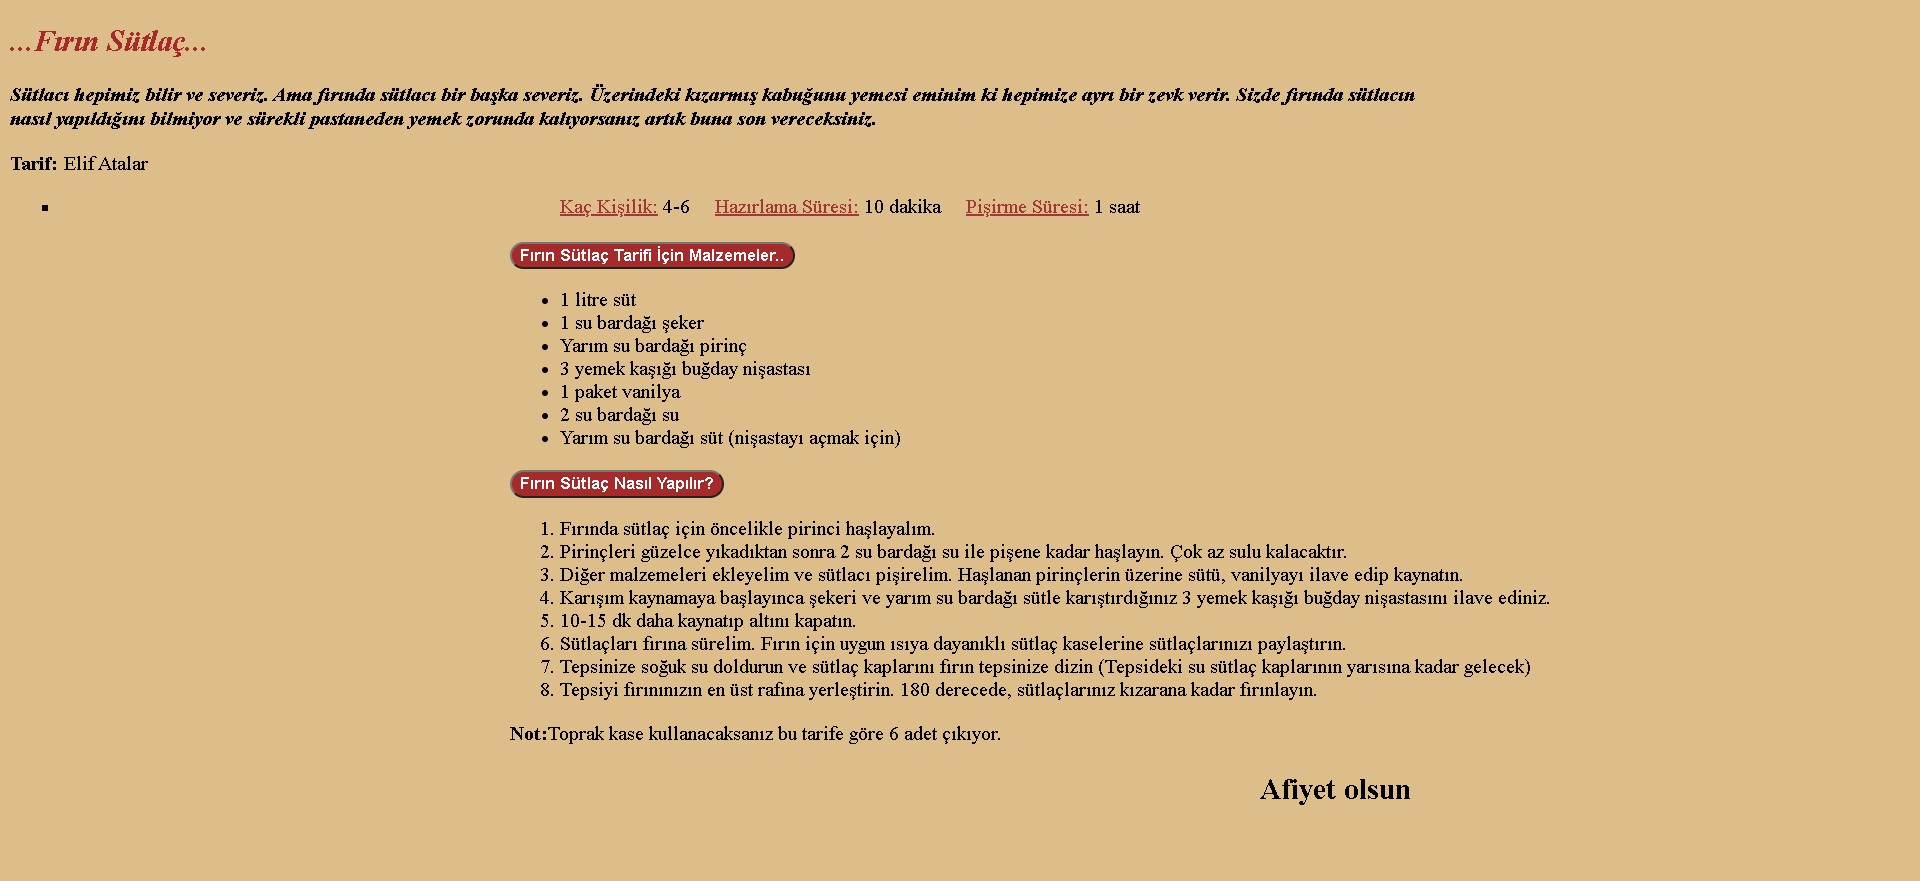 ...Fırın Sütlaç...
Sütlacı hepimiz bilir ve severiz. Ama fırında sütlacı bir başka severiz. Üzerindeki kızarmış kabuğunu yemesi eminim ki hepimize ayrı bir zevk verir. Sizde fırında sütlacın
nasıl yapıldığını bilmiyor ve sürekli pastaneden yemek zorunda kalıyorsanız artık buna son vereceksiniz.
Tarif: Elif Atalar
Kaç Kişilik: 4-6 Hazırlama Süresi: 10 dakika Pişirme Süresi: 1 saat
Fırın Sütlaç Tarifi İçin Malzemeler..
• 1 litre süt
• 1 su bardağı şeker
• Yarım su bardağı pirinç
• 3 yemek kaşığı buğday nişastası
• 1 paket vanilya
• 2 su bardağı su
• Yarım su bardağı süt (nişastayı açmak için)
Fırın Sütlaç Nasıl Yapılır?
1. Fırında sütlaç için öncelikle pirinci haşlayalım.
2. Pirinçleri güzelce yıkadıktan sonra 2 su bardağı su ile pişene kadar haşlayın. Çok az sulu kalacaktır.
3. Diğer malzemeleri ekleyelim ve sütlacı pişirelim. Haşlanan pirinçlerin üzerine sütü, vanilyayı ilave edip kaynatın.
4. Karışım kaynamaya başlayınca şekeri ve yarım su bardağı sütle karıştırdığınız 3 yemek kaşığı buğday nişastasını ilave ediniz.
5. 10-15 dk daha kaynatıp altını kapatın.
6. Sütlaçları fırına sürelim. Fırın için uygun ısıya dayanıklı sütlaç kaselerine sütlaçlarınızı paylaştırın.
7. Tepsinize soğuk su doldurun ve sütlaç kaplarını fırın tepsinize dizin (Tepsideki su sütlaç kaplarının yarısına kadar gelecek)
8. Tepsiyi fırınınızın en üst rafına yerleştirin. 180 derecede, sütlaçlarınız kızarana kadar fırınlayın.
Not:Toprak kase kullanacaksanız bu tarife göre 6 adet çıkıyor.
Afiyet olsun